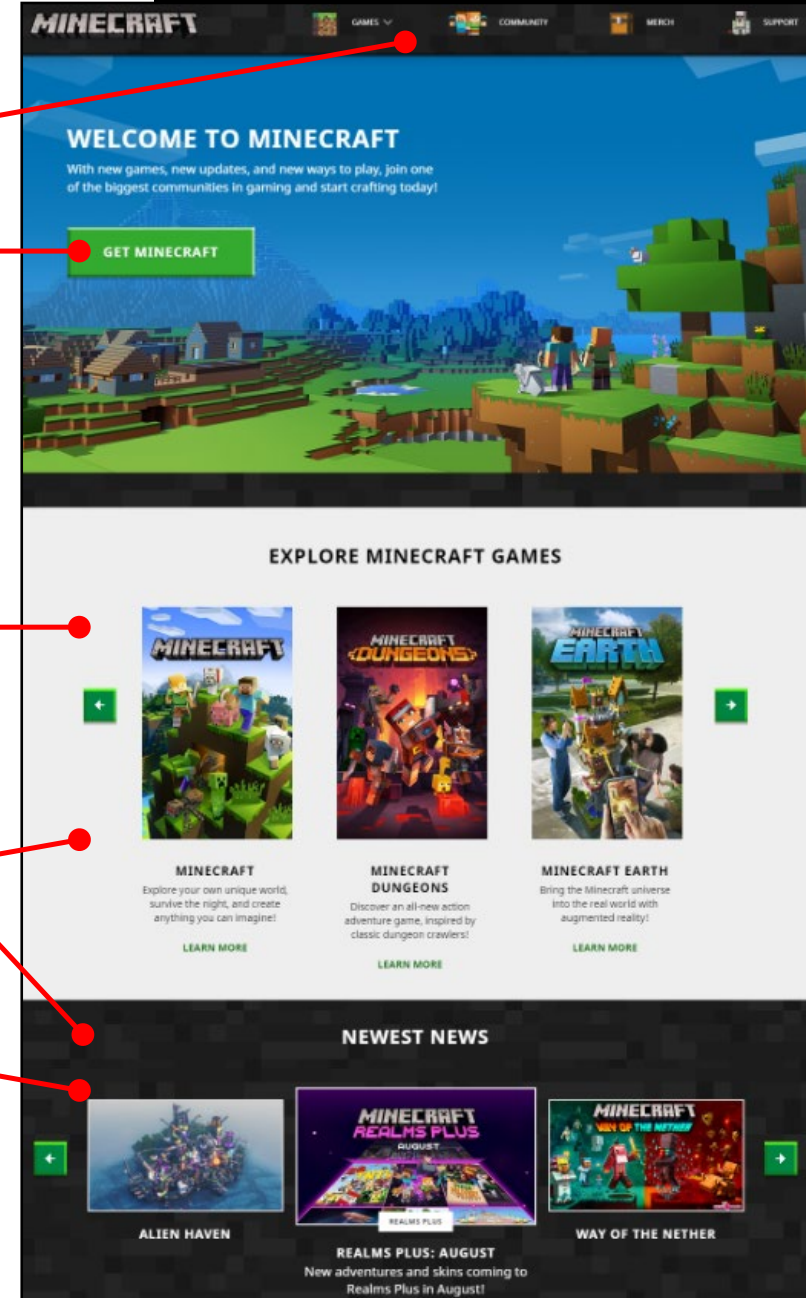 MINECRAFT
GAMES
COMMUNITY
MERCH
SUPPORT
WELCOME TO MINECRAFT
With new games, new updates, and new ways to play, join one
of the biggest communities in gaming and start crafting today!
GET MINECRAFT
EXPLORE MINECRAFT GAMES
MINECRAFT
MINECRAFT
DUNGEONS
MINECRAFT
EARTH
MINECRAFT
Explore your own unique world,
survive the night, and create
anything you can imagine!
LEARN MORE
MINECRAFT
DUNGEONS
Discover an all-new action
adventure game, inspired by
classic dungeon crawlers!
LEARN MORE
MINECRAFT EARTH
Bring the Minecraft universe
into the real world with
augmented reality!
LEARN MORE
NEWEST NEWS
MINECRAFT
REALMS PLUS
AUGUST
REALMS PLUS
MINECRAFT
WAY OF THE NETHER
ALIEN HAVEN
REALMS PLUS: AUGUST
New adventures and skins coming to
Realms Plus in August!
WAY OF THE NETHER